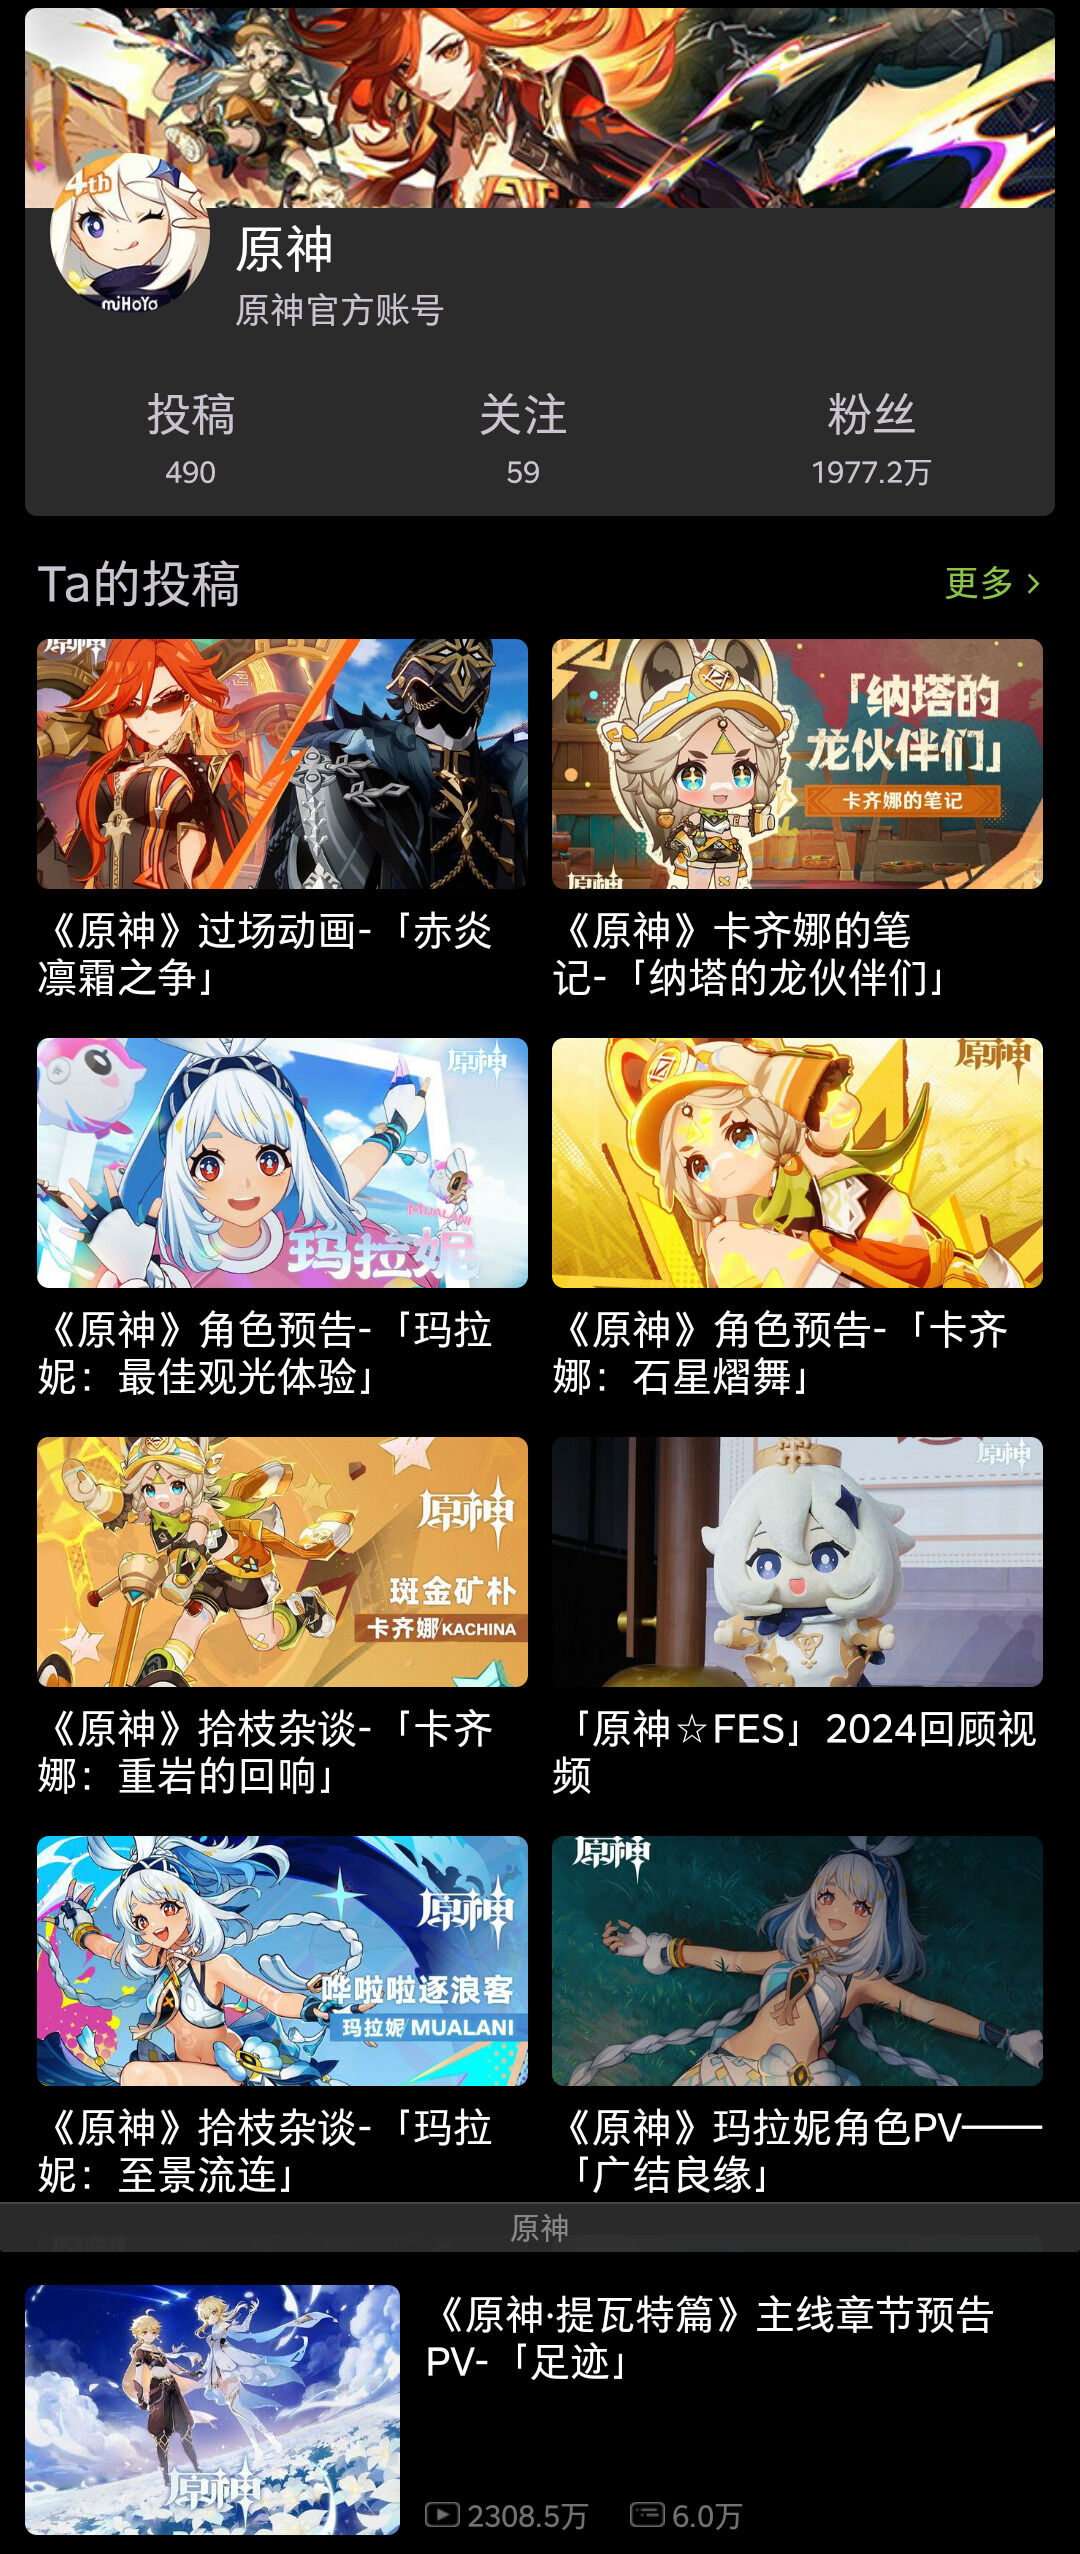 4th
miHoYo
原神
原神官方账号
投稿
关注
粉丝
490
59
1977.2万
Ta的投稿
更多
原神
「纳塔的
龙伙伴们」
卡齐娜的笔记
原神
《原神》过场动画-「赤炎
凛霜之争」
《原神》卡齐娜的笔
记-「纳塔的龙伙伴们」
原神
MUALANI
玛拉妮
原神
《原神》角色预告-「玛拉
妮：最佳观光体验」
《原神》角色预告-「卡齐
娜：石星熠舞」
原神
斑金矿朴
卡齐娜/KACHINA
原神
《原神》拾枝杂谈-「卡齐
娜：重岩的回响」
「原神☆FES」2024回顾视
频
原神
哗啦啦逐浪客
玛拉妮/MUALANI
原神
《原神》拾枝杂谈-「玛拉
妮：至景流连」
《原神》玛拉妮角色PV——
「广结良缘」
原神
原神
《原神·提瓦特篇》主线章节预告
PV-「足迹」
2308.5万
6.0万